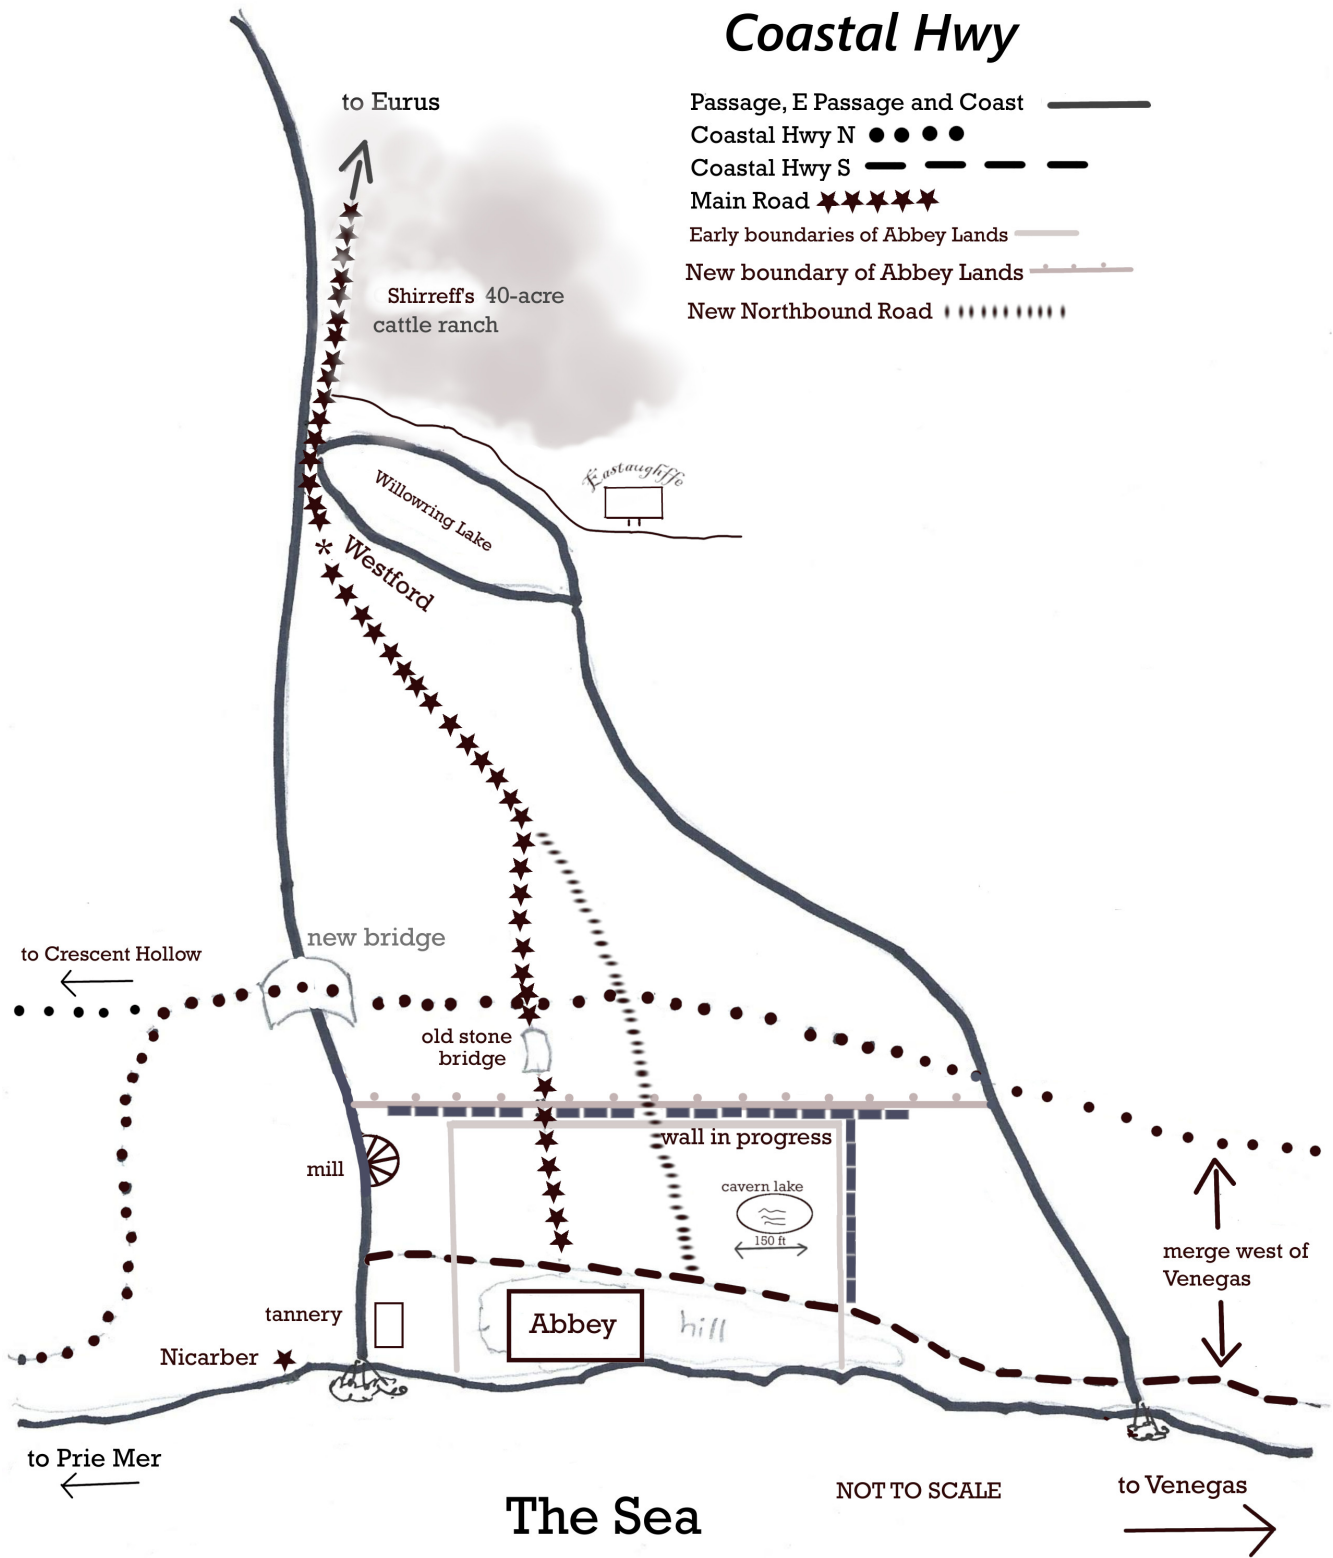 Coastal Hwy
Passage, E Passage and Coast
Coastal Hwy N
Coastal Hwy S
Main Road
Early boundaries of Abbey Lands
New boundary of Abbey Lands
New Northbound Road
to Eurus
Shirreff's 40-acre
cattle ranch
Eastaughffe
Willowring Lake
* Westford
new bridge
to Crescent Hollow
old stone
bridge
wall in progress
mill
cavern lake
150 ft
merge west of
Venegas
tannery
Abbey
hill
Nicarber
to Prie Mer
NOT TO SCALE
to Venegas
The Sea